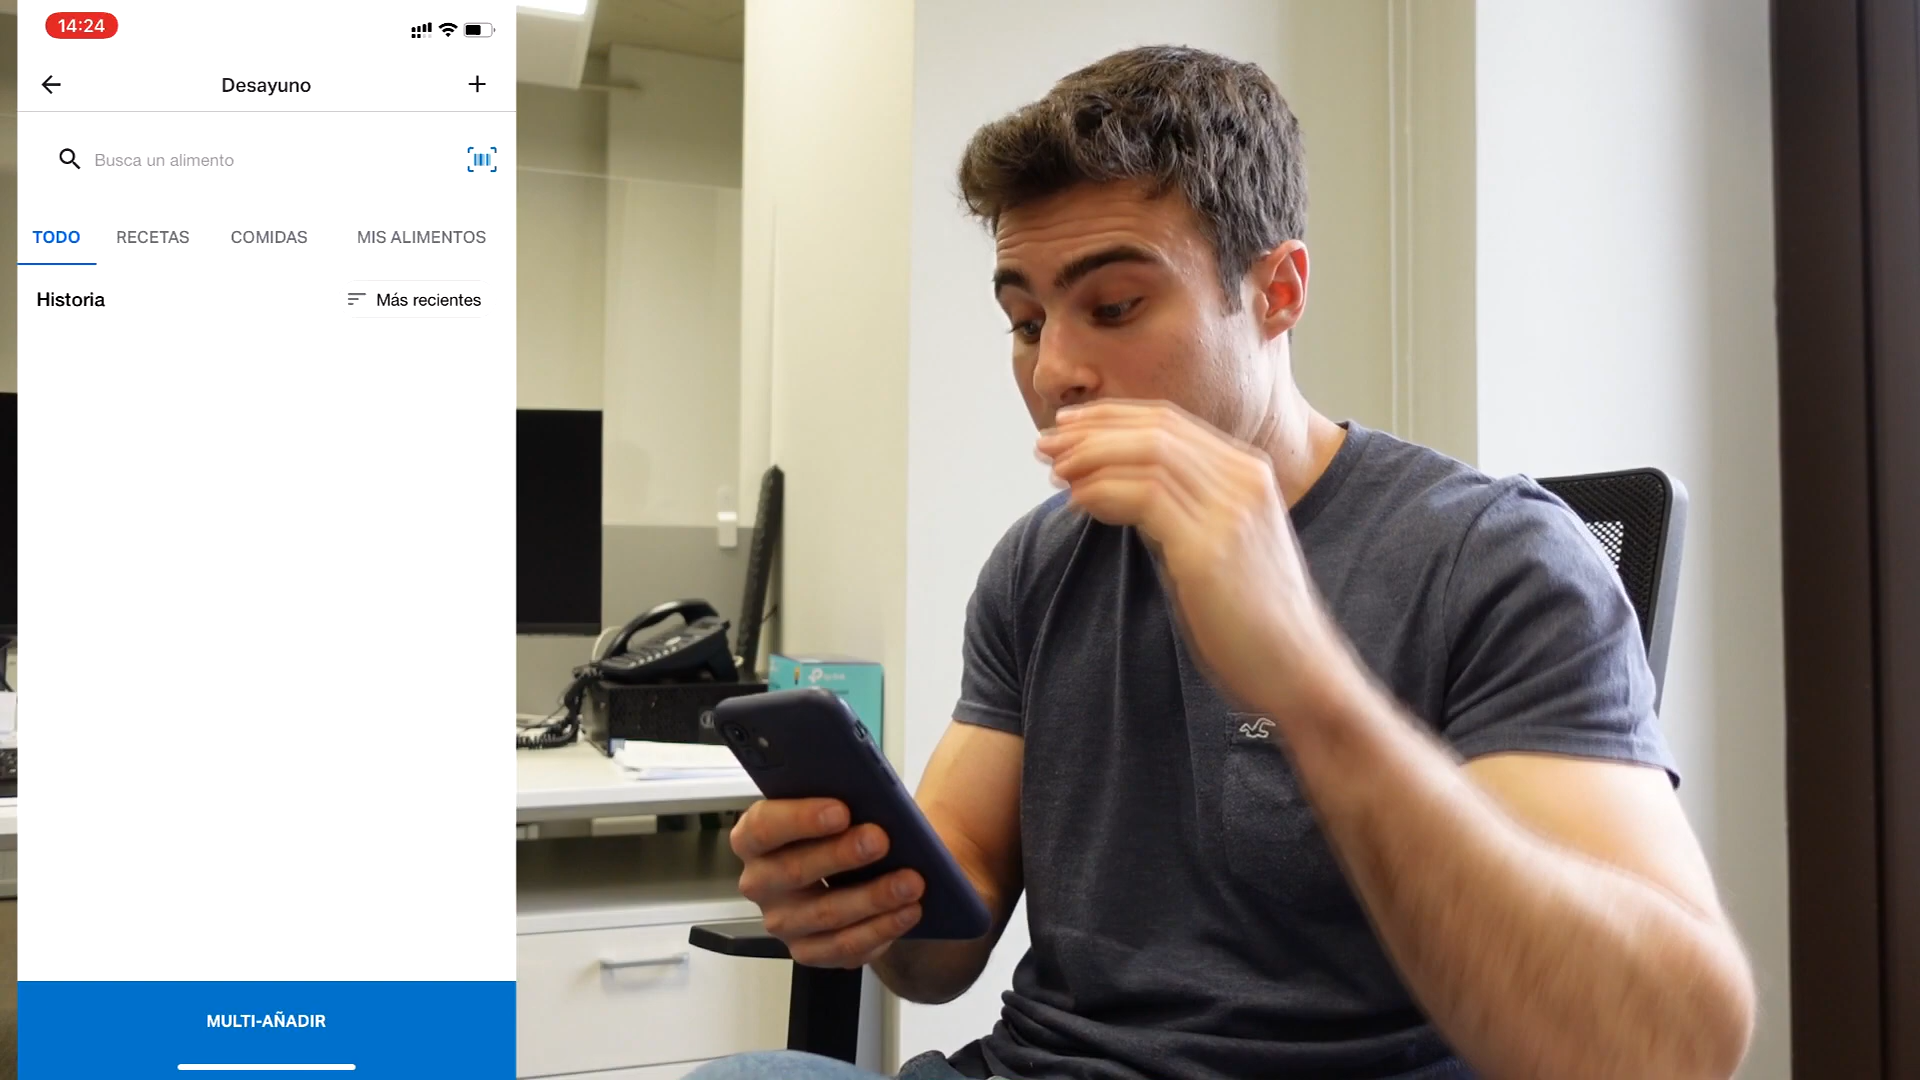 14:24
Desayuno
Busca un alimento
TODO RECETAS COMIDAS MIS ALIMENTOS
Historia Más recientes
MULTI-AÑADIR